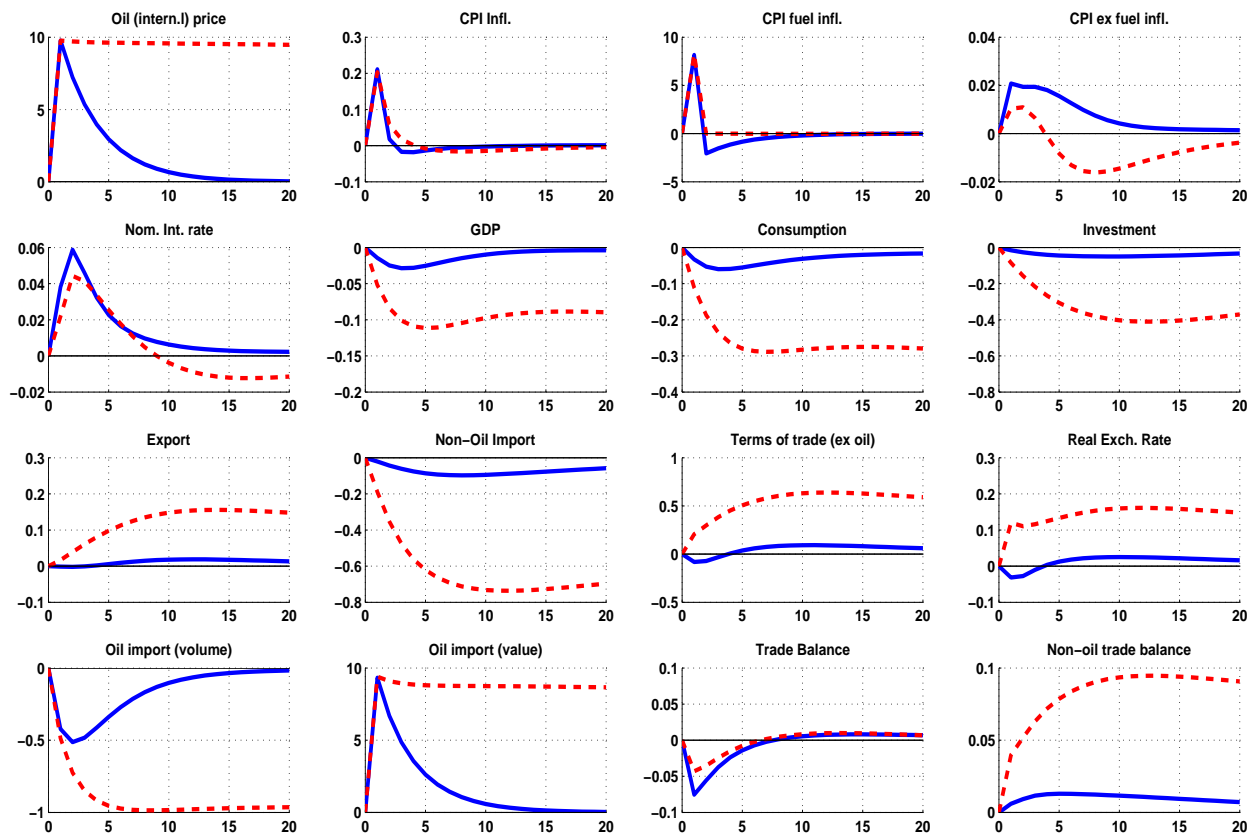 Oil (intern.l) price
10
5
0
0 5 10 15 20
CPI Infl.
0.3
0.2
0.1
0
−0.1
0 5 10 15 20
CPI fuel infl.
10
5
0
−5
0 5 10 15 20
CPI ex fuel infl.
0.04
0.02
0
−0.02
0 5 10 15 20
Nom. Int. rate
0.06
0.04
0.02
0
−0.02
0 5 10 15 20
GDP
0
−0.05
−0.1
−0.15
−0.2
0 5 10 15 20
Consumption
0
−0.1
−0.2
−0.3
−0.4
0 5 10 15 20
Investment
0
−0.2
−0.4
−0.6
−0.8
0 5 10 15 20
Export
0.3
0.2
0.1
0
−0.1
0 5 10 15 20
Non−Oil Import
0
−0.2
−0.4
−0.6
−0.8
0 5 10 15 20
Terms of trade (ex oil)
1
0.5
0
−0.5
0 5 10 15 20
Real Exch. Rate
0.3
0.2
0.1
0
−0.1
0 5 10 15 20
Oil import (volume)
0
−0.5
−1
0 5 10 15 20
Oil import (value)
10
5
0
0 5 10 15 20
Trade Balance
0.1
0.05
0
−0.05
−0.1
0 5 10 15 20
Non−oil trade balance
0.1
0.05
0
0 5 10 15 20